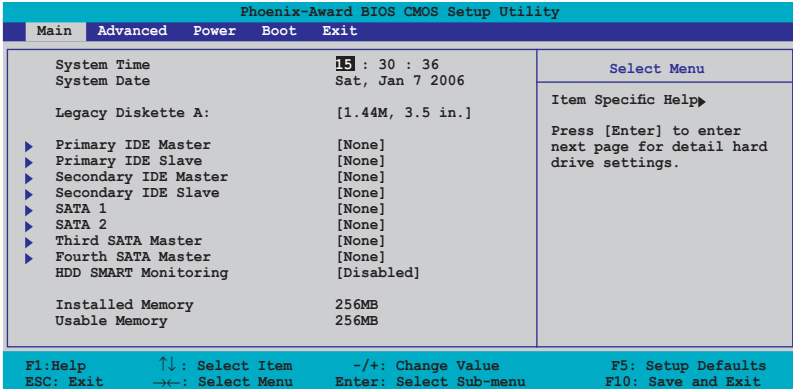 Phoenix-Award BIOS CMOS Setup Utility
Main Advanced Power Boot Exit
System Time 15 : 30 : 36
System Date Sat, Jan 7 2006
Legacy Diskette A: [1.44M, 3.5 in.]
Primary IDE Master [None]
Primary IDE Slave [None]
Secondary IDE Master [None]
Secondary IDE Slave [None]
SATA 1 [None]
SATA 2 [None]
Third SATA Master [None]
Fourth SATA Master [None]
HDD SMART Monitoring [Disabled]
Installed Memory 256MB
Usable Memory 256MB
Select Menu
Item Specific Help
Press [Enter] to enter
next page for detail hard
drive settings.
F1:Help ↑↓ : Select Item -/+: Change Value F5: Setup Defaults
ESC: Exit →←: Select Menu Enter: Select Sub-menu F10: Save and Exit